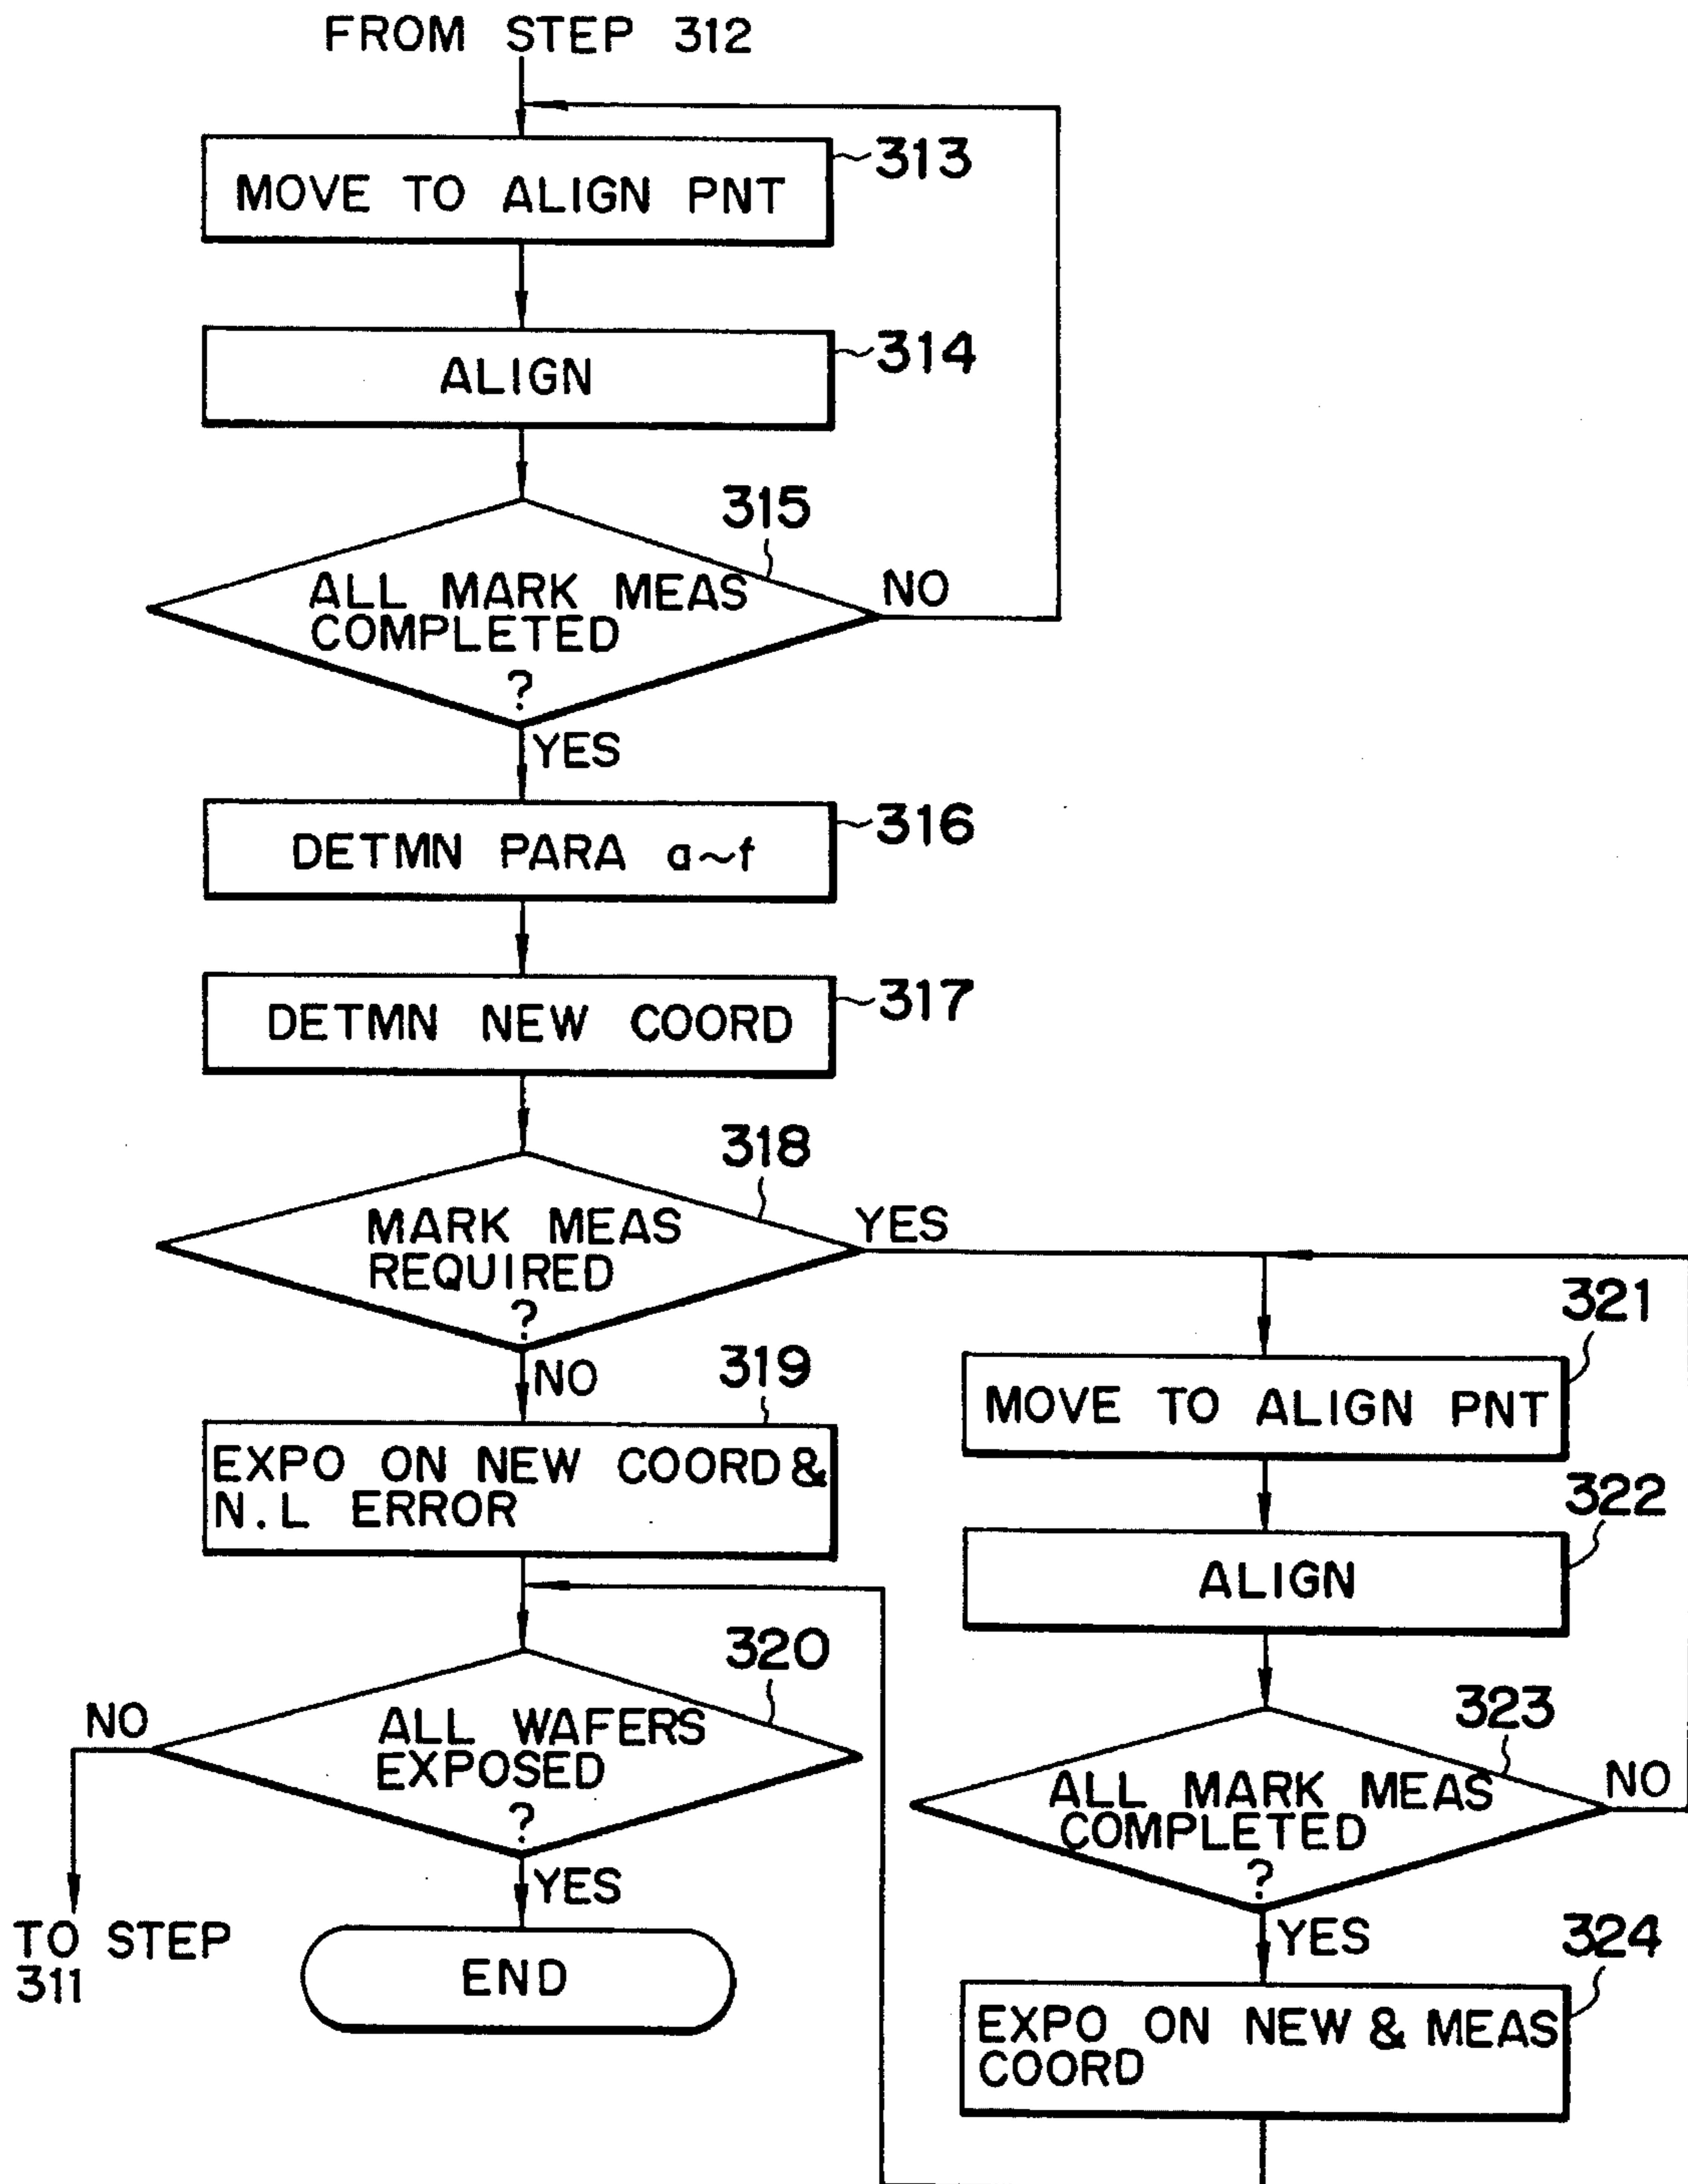 FROM STEP 312
313
MOVE TO ALIGN PNT
314
ALIGN
315
ALL MARK MEAS
COMPLETED
?
NO
YES
316
DETMN PARA a~f
317
DETMN NEW COORD
318
MARK MEAS
REQUIRED
?
YES
NO
319
EXPO ON NEW COORD &
N.L ERROR
320
ALL WAFERS
EXPOSED
?
NO
TO STEP
311
YES
END
321
MOVE TO ALIGN PNT
322
ALIGN
323
ALL MARK MEAS
COMPLETED
?
NO
YES
324
EXPO ON NEW & MEAS
COORD